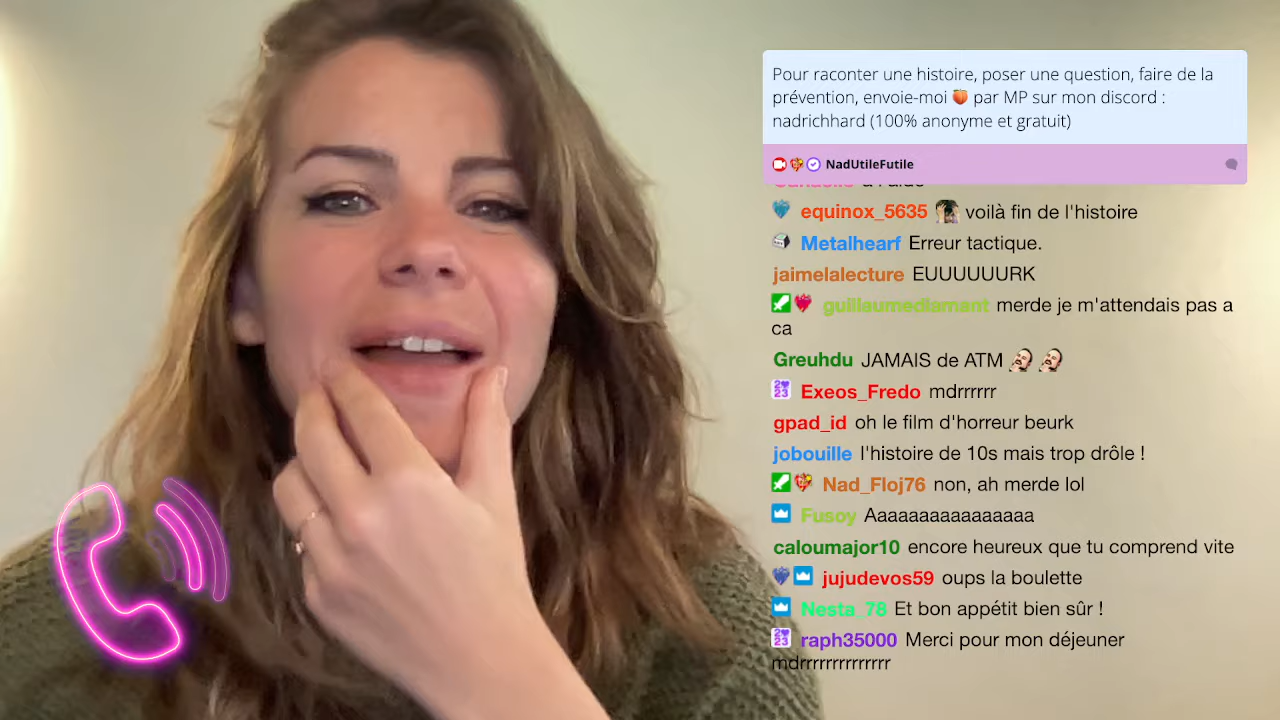 Pour raconter une histoire, poser une question, faire de la
prévention, envoie-moi 🍑 par MP sur mon discord :
nadrichhard (100% anonyme et gratuit)
NadUtileFutile
equinox_5635 voilà fin de l'histoire
Metalhearf Erreur tactique.
jaimelalecture EUUUUUURK
guillaumediamant merde je m'attendais pas a
ca
Greuhdu JAMAIS de ATM
Exeos_Fredo mdrrrrrr
gpad_id oh le film d'horreur beurk
jobouille l'histoire de 10s mais trop drôle !
Nad_Floj76 non, ah merde lol
Fusoy Aaaaaaaaaaaaaaaa
caloumajor10 encore heureux que tu comprend vite
jujudevos59 oups la boulette
Nesta_78 Et bon appétit bien sûr !
raph35000 Merci pour mon déjeuner
mdrrrrrrrrrrrrrr